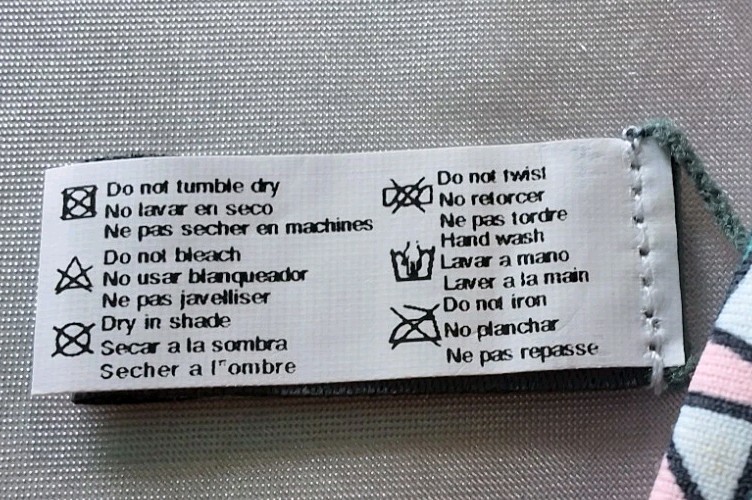 Do not tumble dry
No lavar en seco
Ne pas secher en machines
Do not bleach
No usar blanqueador
Ne pas javelliser
Dry in shade
Secar a la sombra
Secher a l'ombre
Do not twist
No retorcer
Ne pas tordre
Hand wash
Lavar a mano
Laver a la main
Do not iron
No planchar
Ne pas repasse